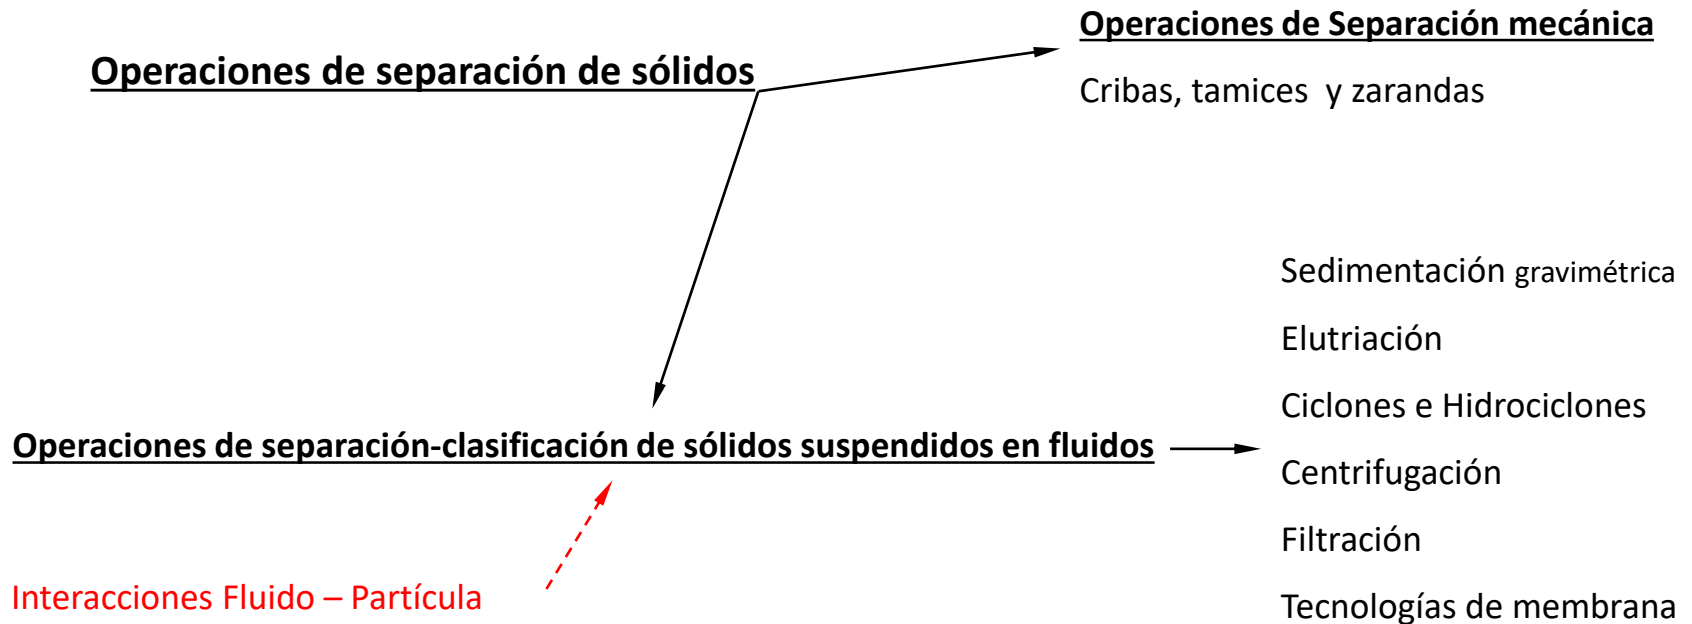 Operaciones de Separación mecánica
Operaciones de separación de sólidos
Cribas, tamices y zarandas
Sedimentación gravimétrica
Elutriación
Ciclones e Hidrociclones
Operaciones de separación-clasificación de sólidos suspendidos en fluidos
Centrifugación
Filtración
Interacciones Fluido – Partícula
Tecnologías de membrana